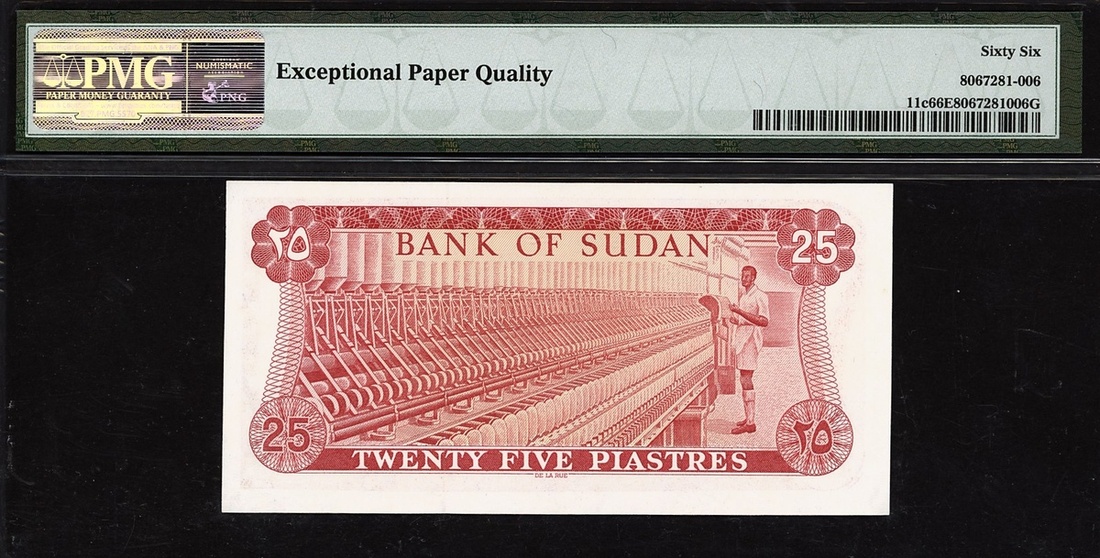 PMG
PAPER MONEY GUARANTY
NUMISMATIC
PNG
Exceptional Paper Quality
Sixty Six
8067281-006
11c66E8067281006G
BANK OF SUDAN
٢٥
25
25
٢٥
TWENTY FIVE PIASTRES
DE LA RUE